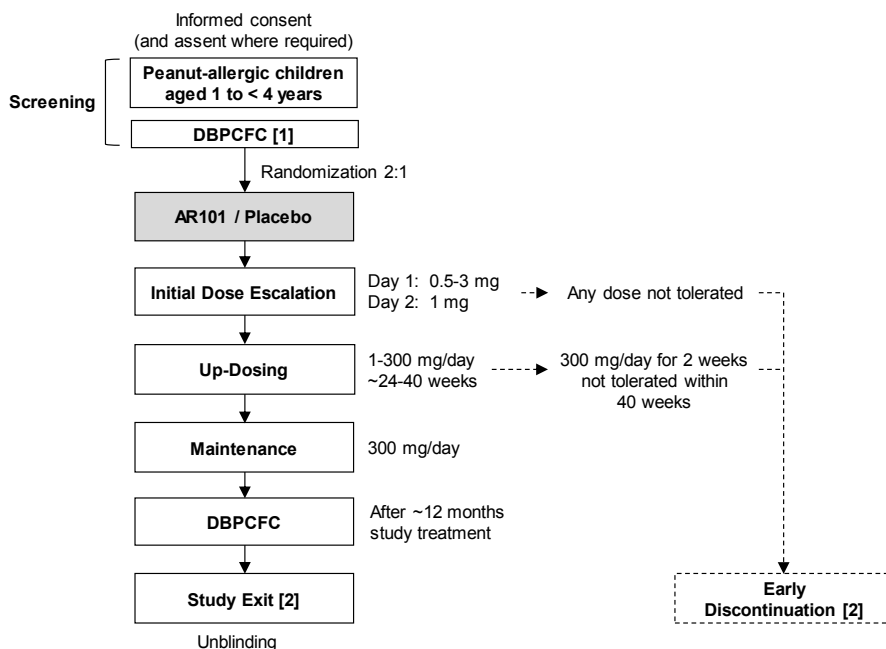 Informed consent
(and assent where required)
Screening
Peanut-allergic children
aged 1 to < 4 years
DBPCFC [1]
Randomization 2:1
AR101 / Placebo
Initial Dose Escalation
Day 1: 0.5-3 mg
Day 2: 1 mg
Any dose not tolerated
Up-Dosing
1-300 mg/day
~24-40 weeks
300 mg/day for 2 weeks
not tolerated within
40 weeks
Maintenance
300 mg/day
DBPCFC
After ~12 months
study treatment
Study Exit [2]
Early
Discontinuation [2]
Unblinding